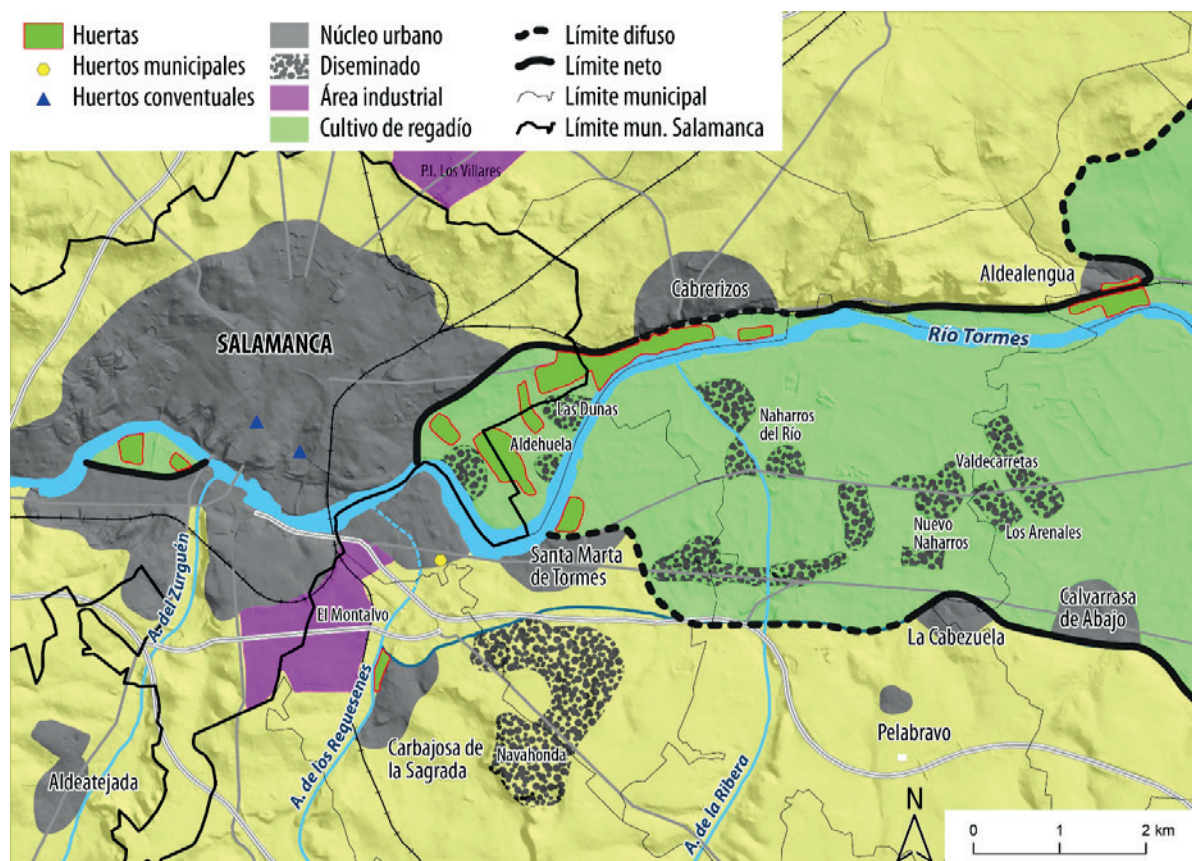 Huertas
Huertos municipales
Huertos conventuales
Núcleo urbano
Diseminado
Área industrial
Cultivo de regadío
Límite difuso
Límite neto
Límite municipal
Límite mun. Salamanca
P.I. Los Villares
Cabrerizos
Aldealengua
SALAMANCA
Río Tormes
Las Dunas
Naharros
del Río
Aldehuela
Valdecarretas
Nuevo
Naharros
Los Arenales
Santa Marta
de Tormes
A. del Zurguén
El Montalvo
Calvarrasa
de Abajo
La Cabezuela
A. de los Requesenes
Carbajosa de
la Sagrada
Navahonda
Pelabravo
Aldeatejada
A. de la Ribera
N
0 1 2 km